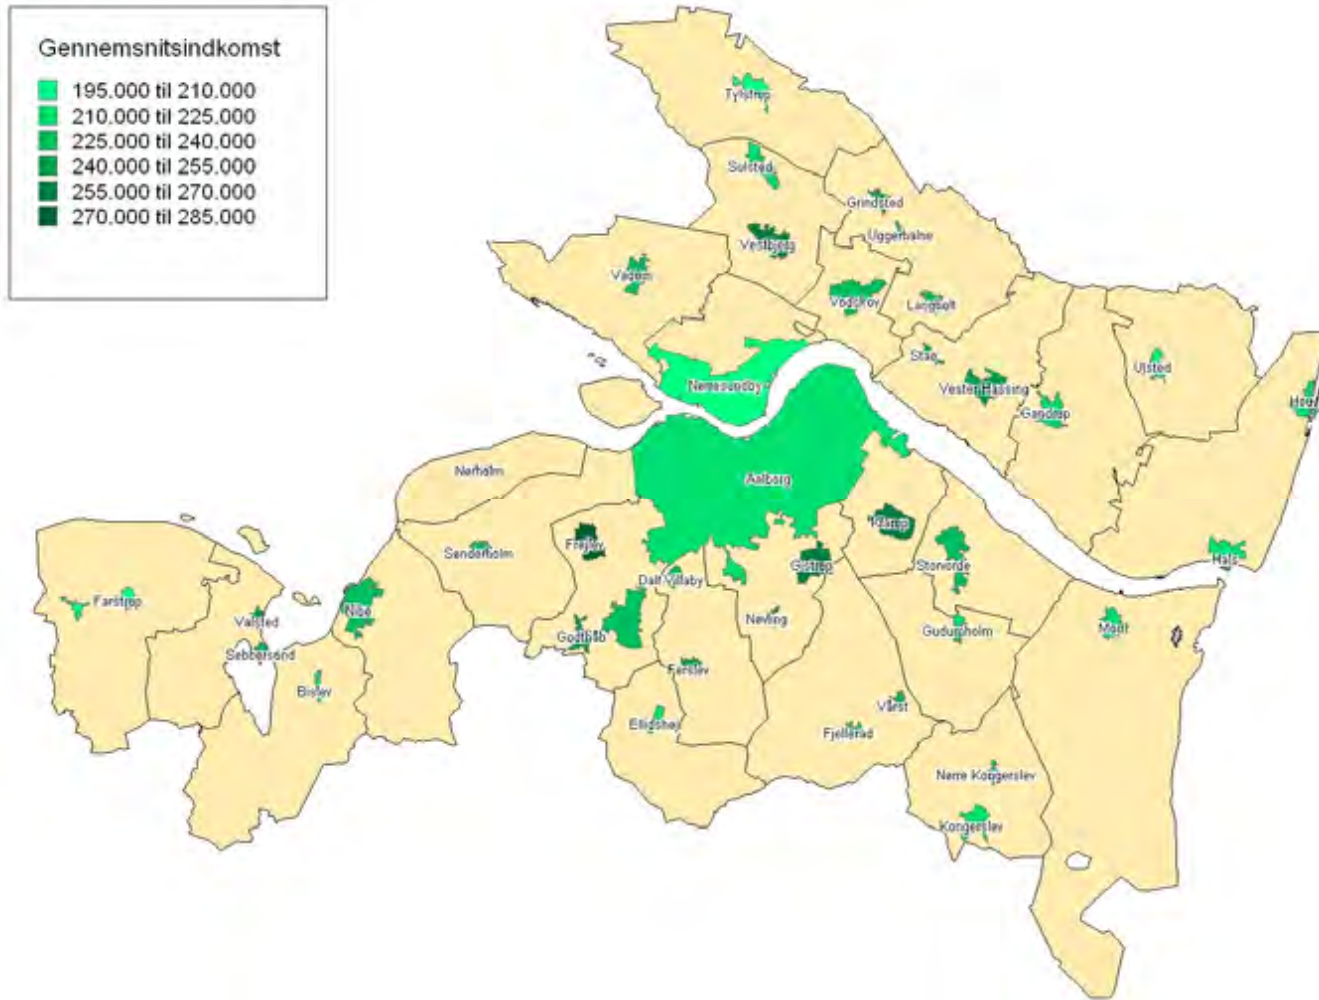 Gennemsnitsindkomst
195.000 til 210.000
210.000 til 225.000
225.000 til 240.000
240.000 til 255.000
255.000 til 270.000
270.000 til 285.000
Tylstrup
Sulsted
Grindsted
Uggerhalne
Vestbjerg
Vadum
Vodskov
Langholt
Stae
Vester Hassing
Ulsted
Nørresundby
Gandrup
Hou
Nørholm
Aalborg
Klarup
Frejlev
Sønderholm
Gistrup
Storvorde
Hals
Dall Villaby
Farstrup
Nibe
Valsted
Nøvling
Godthåb
Gudumholm
Mou
Sebbersund
Ferslev
Bislev
Ellidshøj
Vårst
Fjellerad
Nørre Kongerslev
Kongerslev